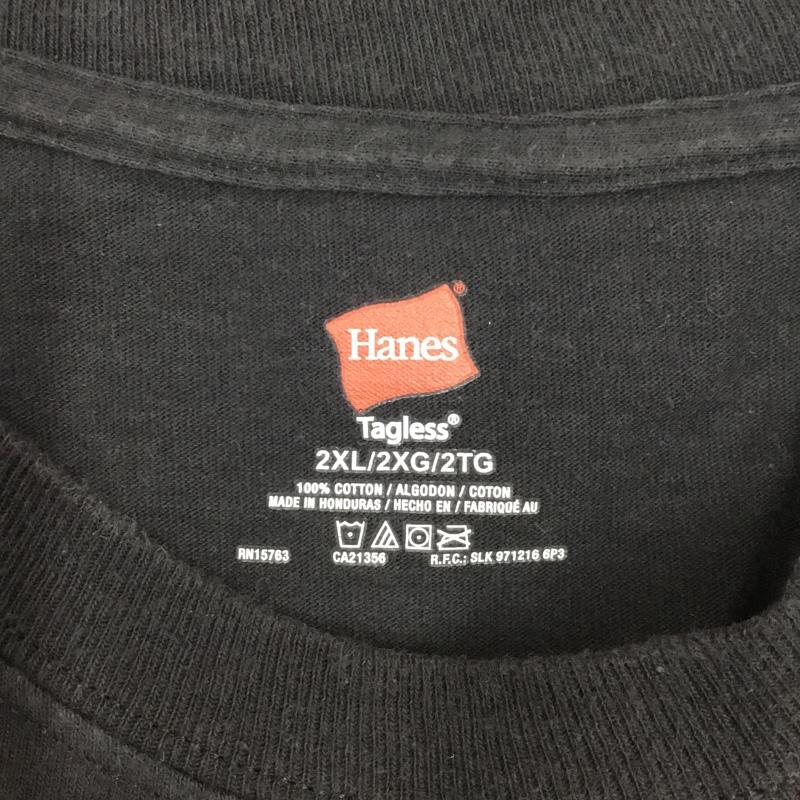 Hanes®
Tagless®
2XL/2XG/2TG
100% COTTON / ALGODON / COTON
MADE IN HONDURAS / HECHO EN / FABRIQUÉ AU
RN15763 CA21356 R.F.C.: SLK 971216 6P3